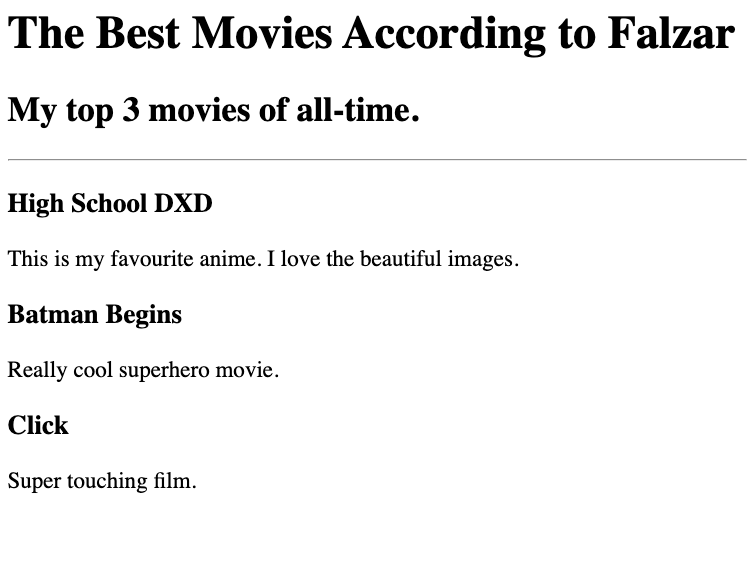 The Best Movies According to Falzar
My top 3 movies of all-time.
High School DXD
This is my favourite anime. I love the beautiful images.
Batman Begins
Really cool superhero movie.
Click
Super touching film.